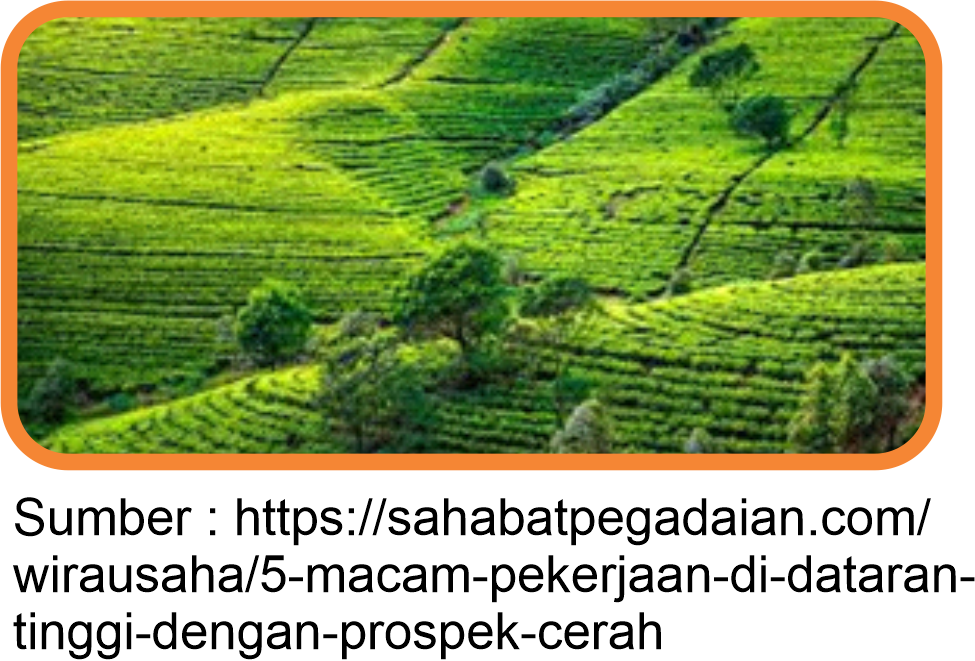 Sumber : https://sahabatpegadaian.com/
wirausaha/5-macam-pekerjaan-di-dataran-
tinggi-dengan-prospek-cerah